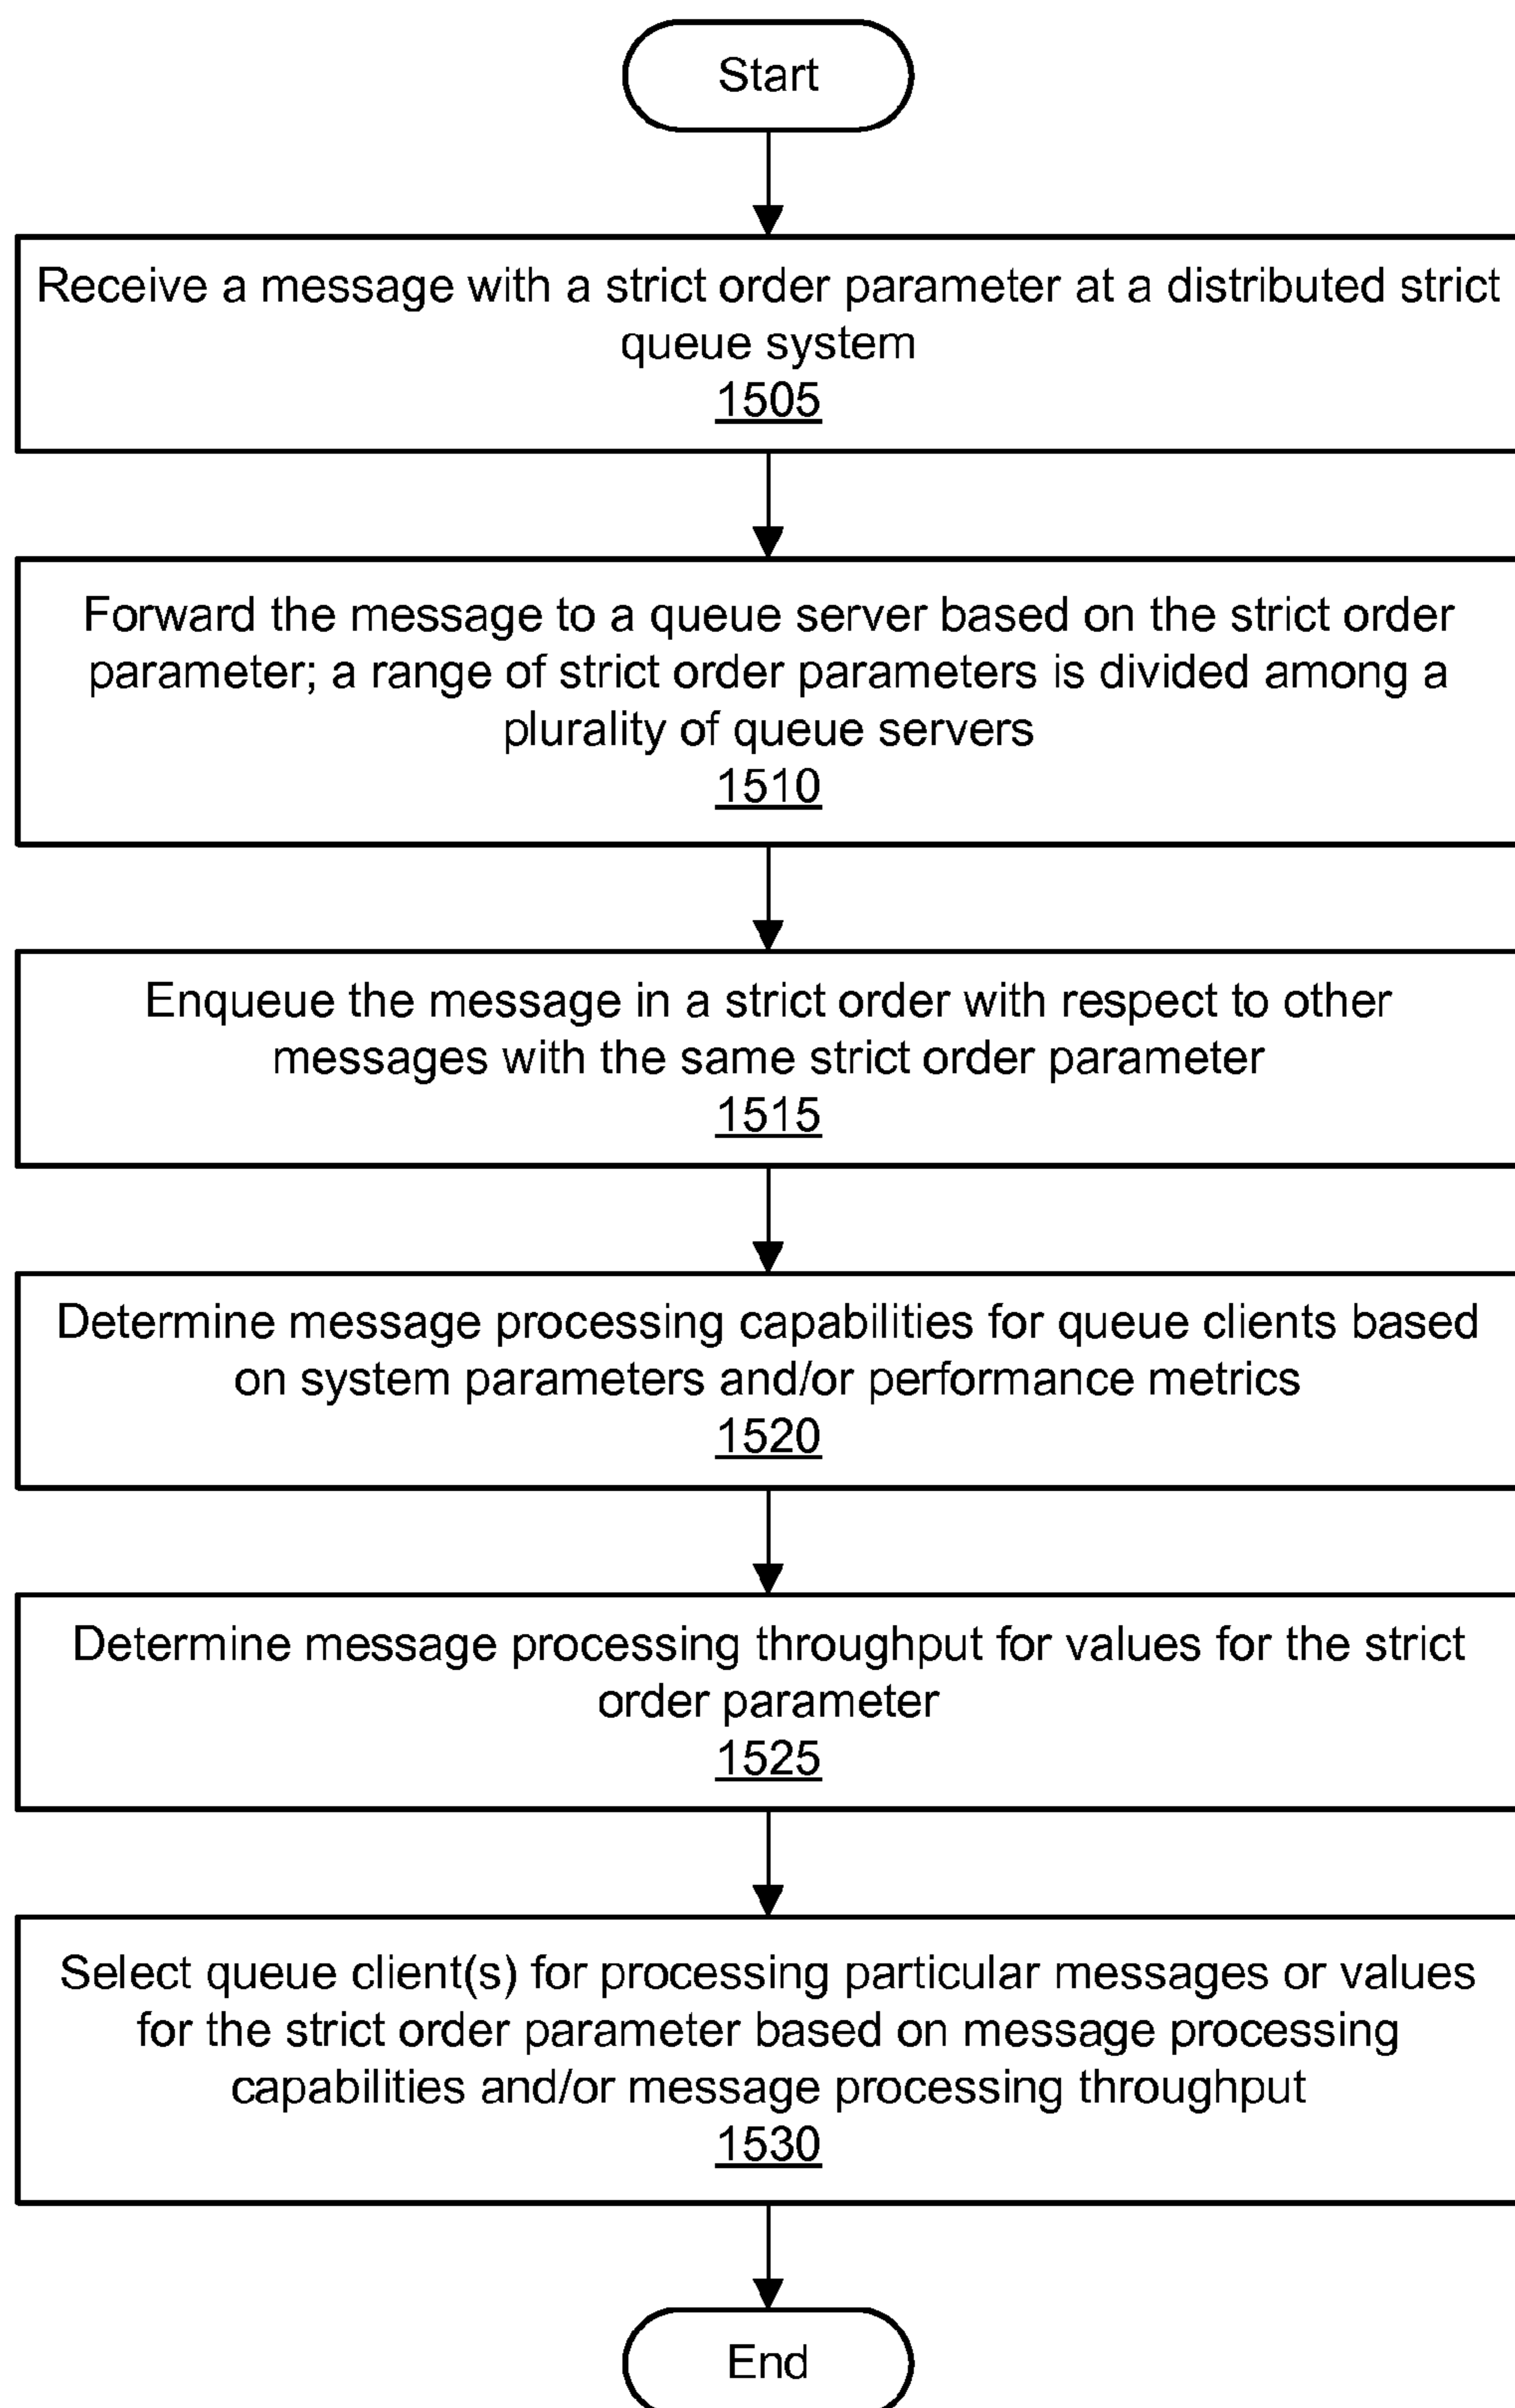 Start
Receive a message with a strict order parameter at a distributed strict
queue system
1505
Forward the message to a queue server based on the strict order
parameter; a range of strict order parameters is divided among a
plurality of queue servers
1510
Enqueue the message in a strict order with respect to other
messages with the same strict order parameter
1515
Determine message processing capabilities for queue clients based
on system parameters and/or performance metrics
1520
Determine message processing throughput for values for the strict
order parameter
1525
Select queue client(s) for processing particular messages or values
for the strict order parameter based on message processing
capabilities and/or message processing throughput
1530
End